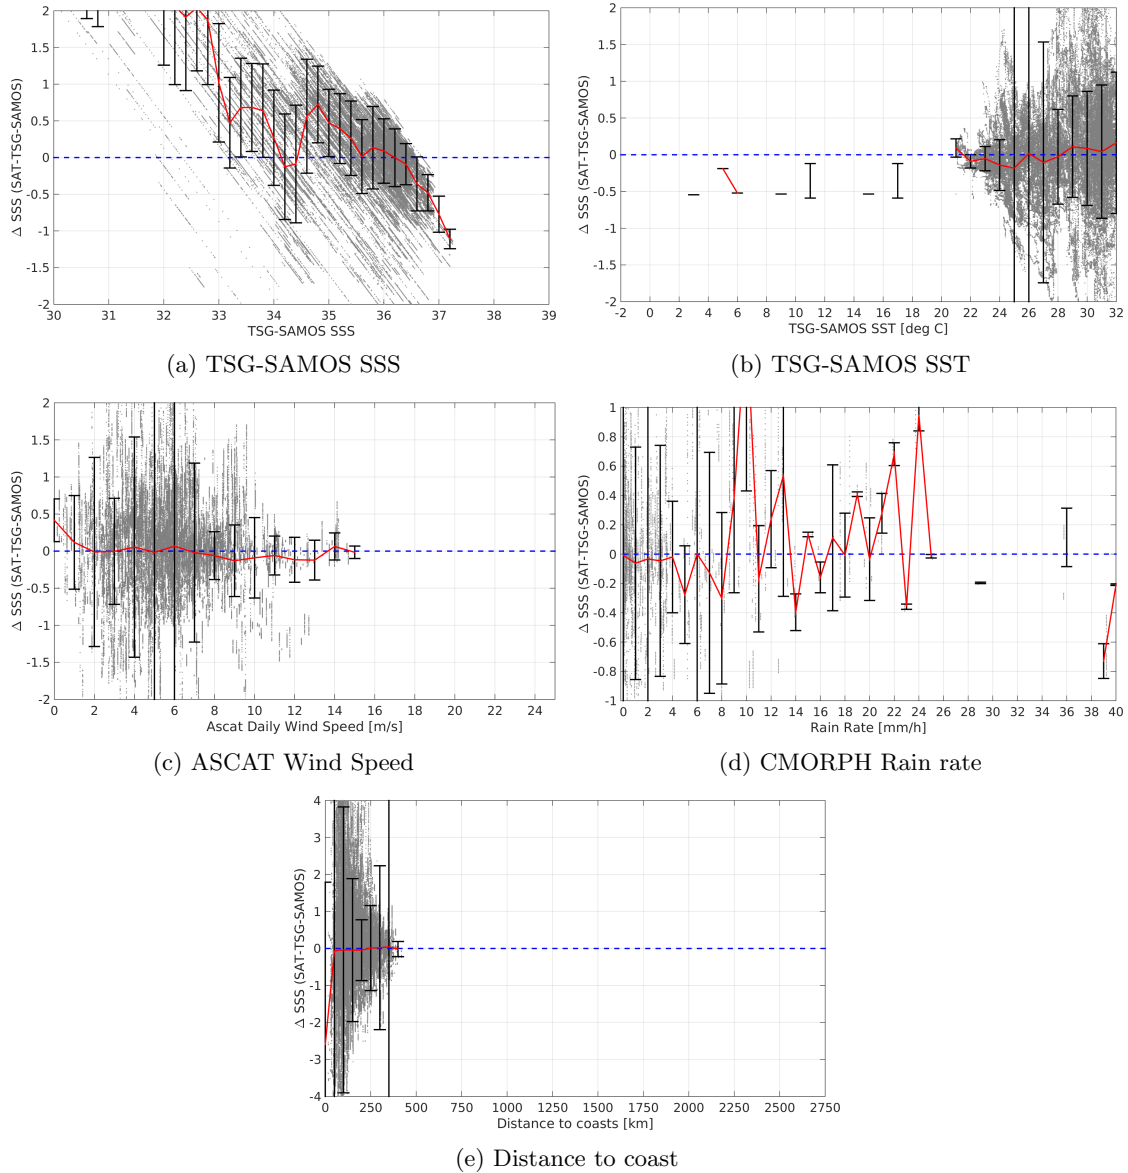 2
1.5
1
0.5
0
-0.5
-1
-1.5
-2
Δ SSS (SAT-TSG-SAMOS)
30 31 32 33 34 35 36 37 38 39
TSG-SAMOS SSS
(a) TSG-SAMOS SSS
2
1.5
1
0.5
0
-0.5
-1
-1.5
-2
Δ SSS (SAT-TSG-SAMOS)
-2 0 2 4 6 8 10 12 14 16 18 20 22 24 26 28 30 32
TSG-SAMOS SST [deg C]
(b) TSG-SAMOS SST
2
1.5
1
0.5
0
-0.5
-1
-1.5
-2
Δ SSS (SAT-TSG-SAMOS)
0 2 4 6 8 10 12 14 16 18 20 22 24
Ascat Daily Wind Speed [m/s]
(c) ASCAT Wind Speed
1
0.8
0.6
0.4
0.2
0
-0.2
-0.4
-0.6
-0.8
-1
Δ SSS (SAT-TSG-SAMOS)
0 2 4 6 8 10 12 14 16 18 20 22 24 26 28 30 32 34 36 38 40
Rain Rate [mm/h]
(d) CMORPH Rain rate
4
3
2
1
0
-1
-2
-3
-4
Δ SSS (SAT-TSG-SAMOS)
0 250 500 750 1000 1250 1500 1750 2000 2250 2500 2750
Distance to coasts [km]
(e) Distance to coast